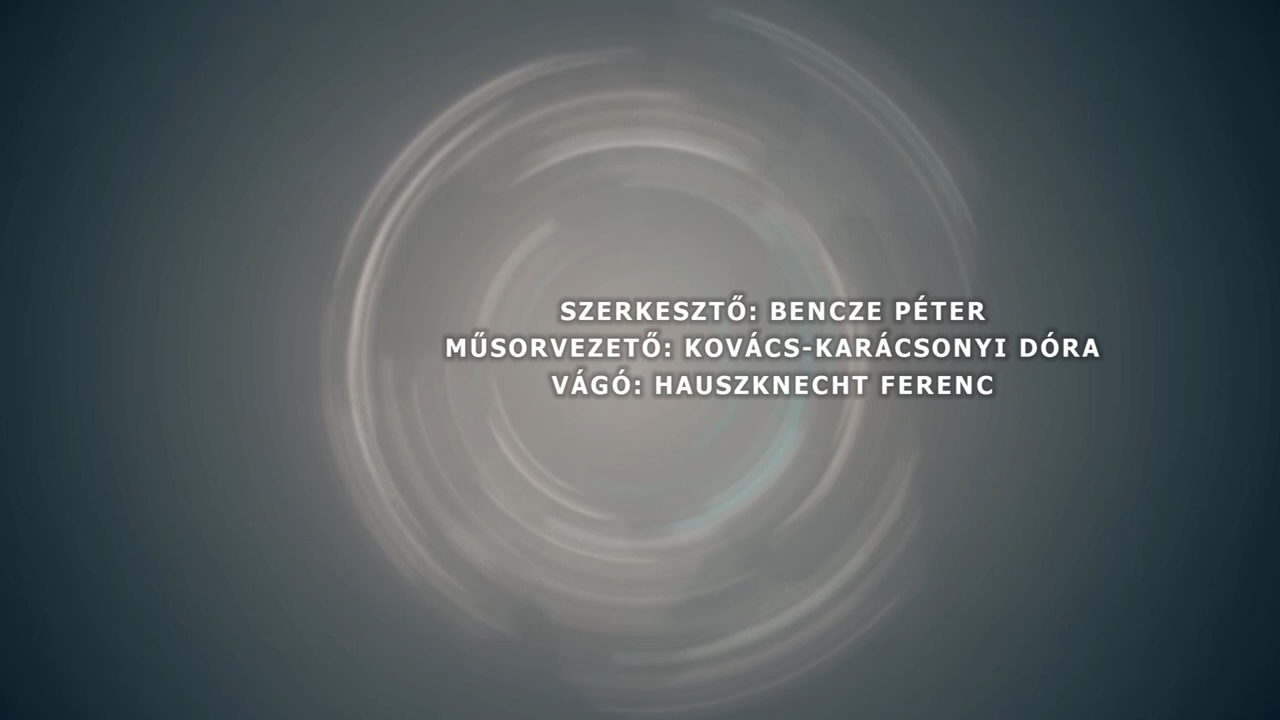 SZERKESZTŐ: BENCZE PÉTER
MŰSORVEZETŐ: KOVÁCS-KARÁCSONYI DÓRA
VÁGÓ: HAUSZKNECHT FERENC